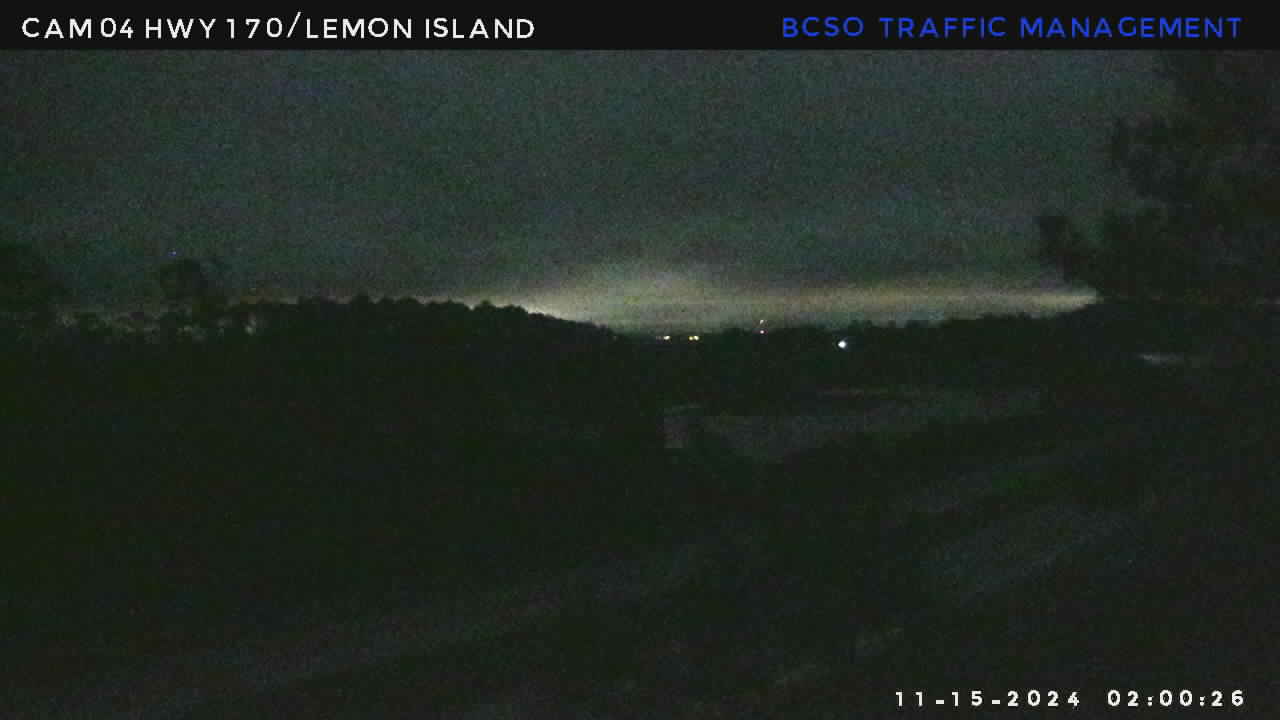 CAM04 HWY 170/LEMON ISLAND
BCSO TRAFFIC MANAGEMENT
11-15-2024 02:00:26